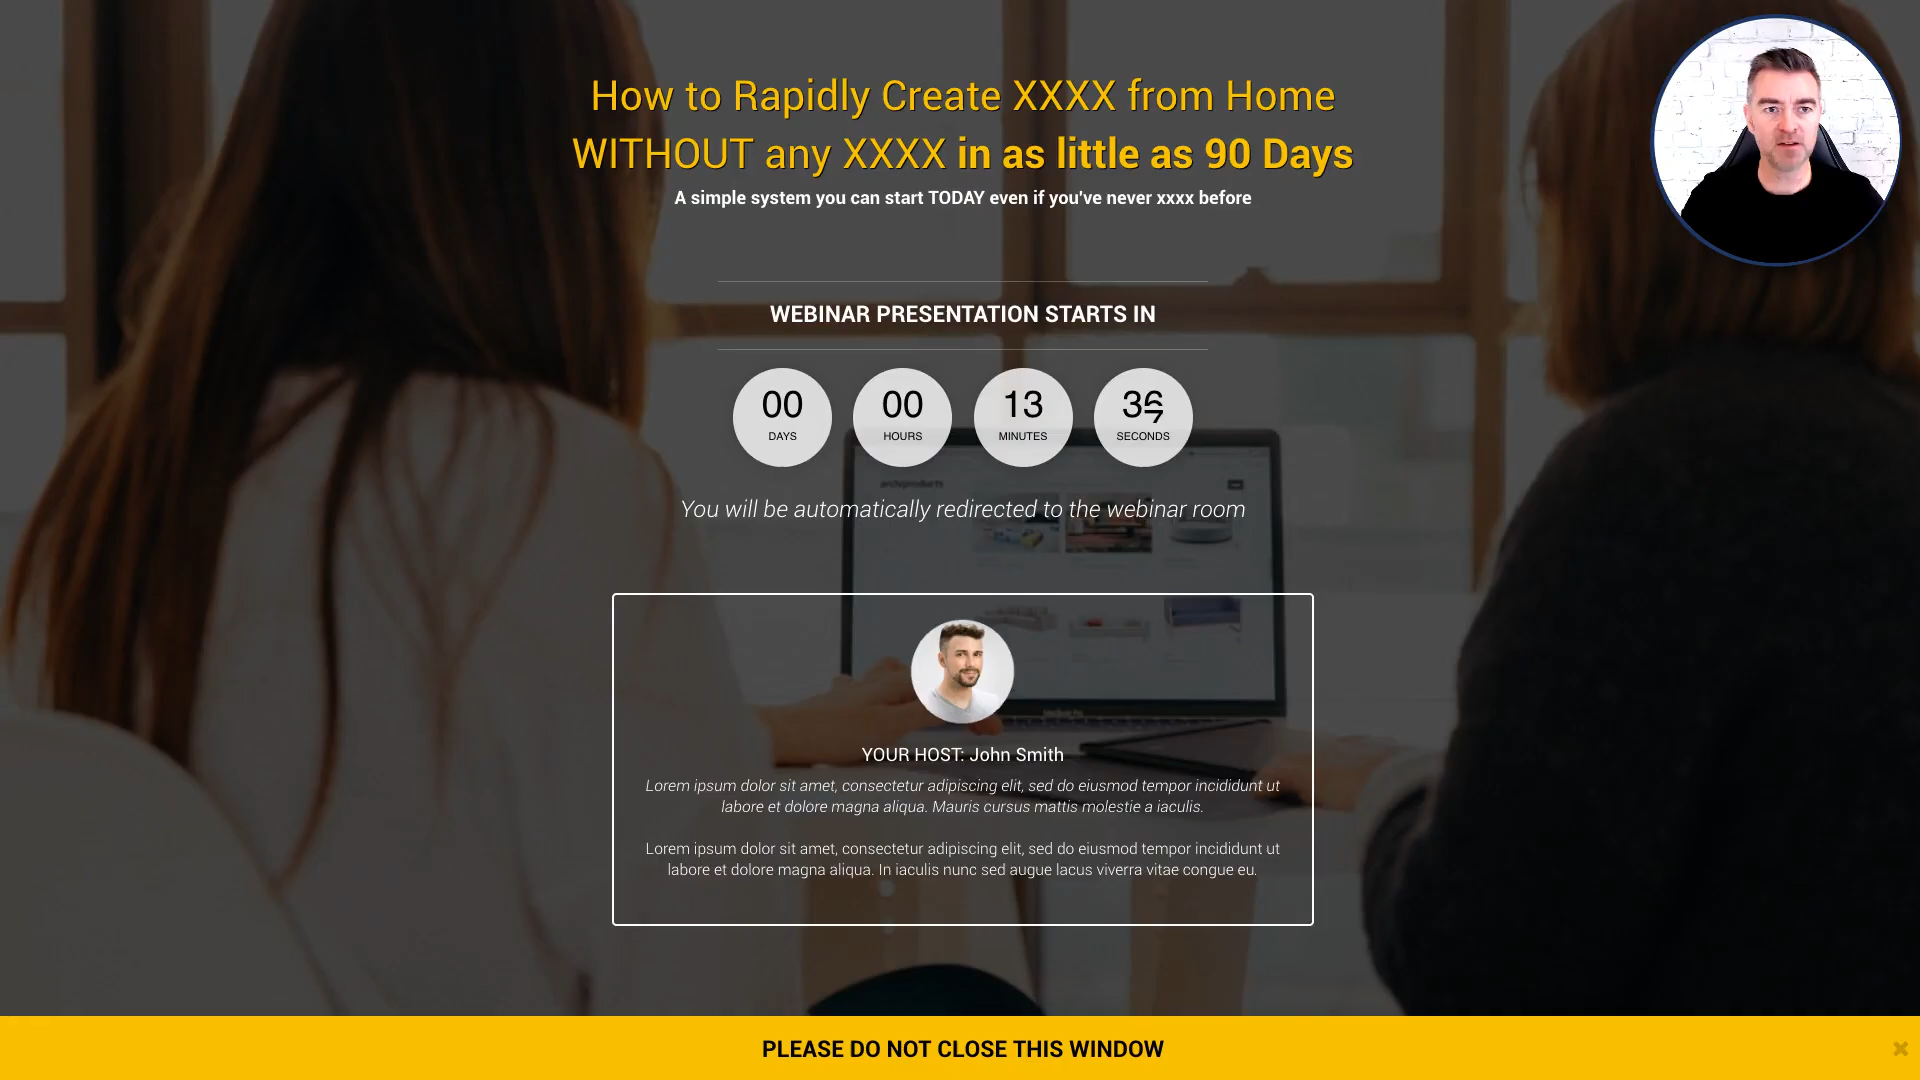 How to Rapidly Create XXXX from Home
WITHOUT any XXXX in as little as 90 Days
A simple system you can start TODAY even if you've never xxxx before
WEBINAR PRESENTATION STARTS IN
00 00 13
DAYS HOURS MINUTES SECONDS
You will be automatically redirected to the webinar room
YOUR HOST: John Smith
Lorem ipsum dolor sit amet, consectetur adipiscing elit, sed do eiusmod tempor incididunt ut
labore et dolore magna aliqua. Mauris cursus mattis molestie a iaculis.
Lorem ipsum dolor sit amet, consectetur adipiscing elit, sed do eiusmod tempor incididunt ut
labore et dolore magna aliqua. In iaculis nunc sed augue lacus viverra vitae congue eu.
PLEASE DO NOT CLOSE THIS WINDOW